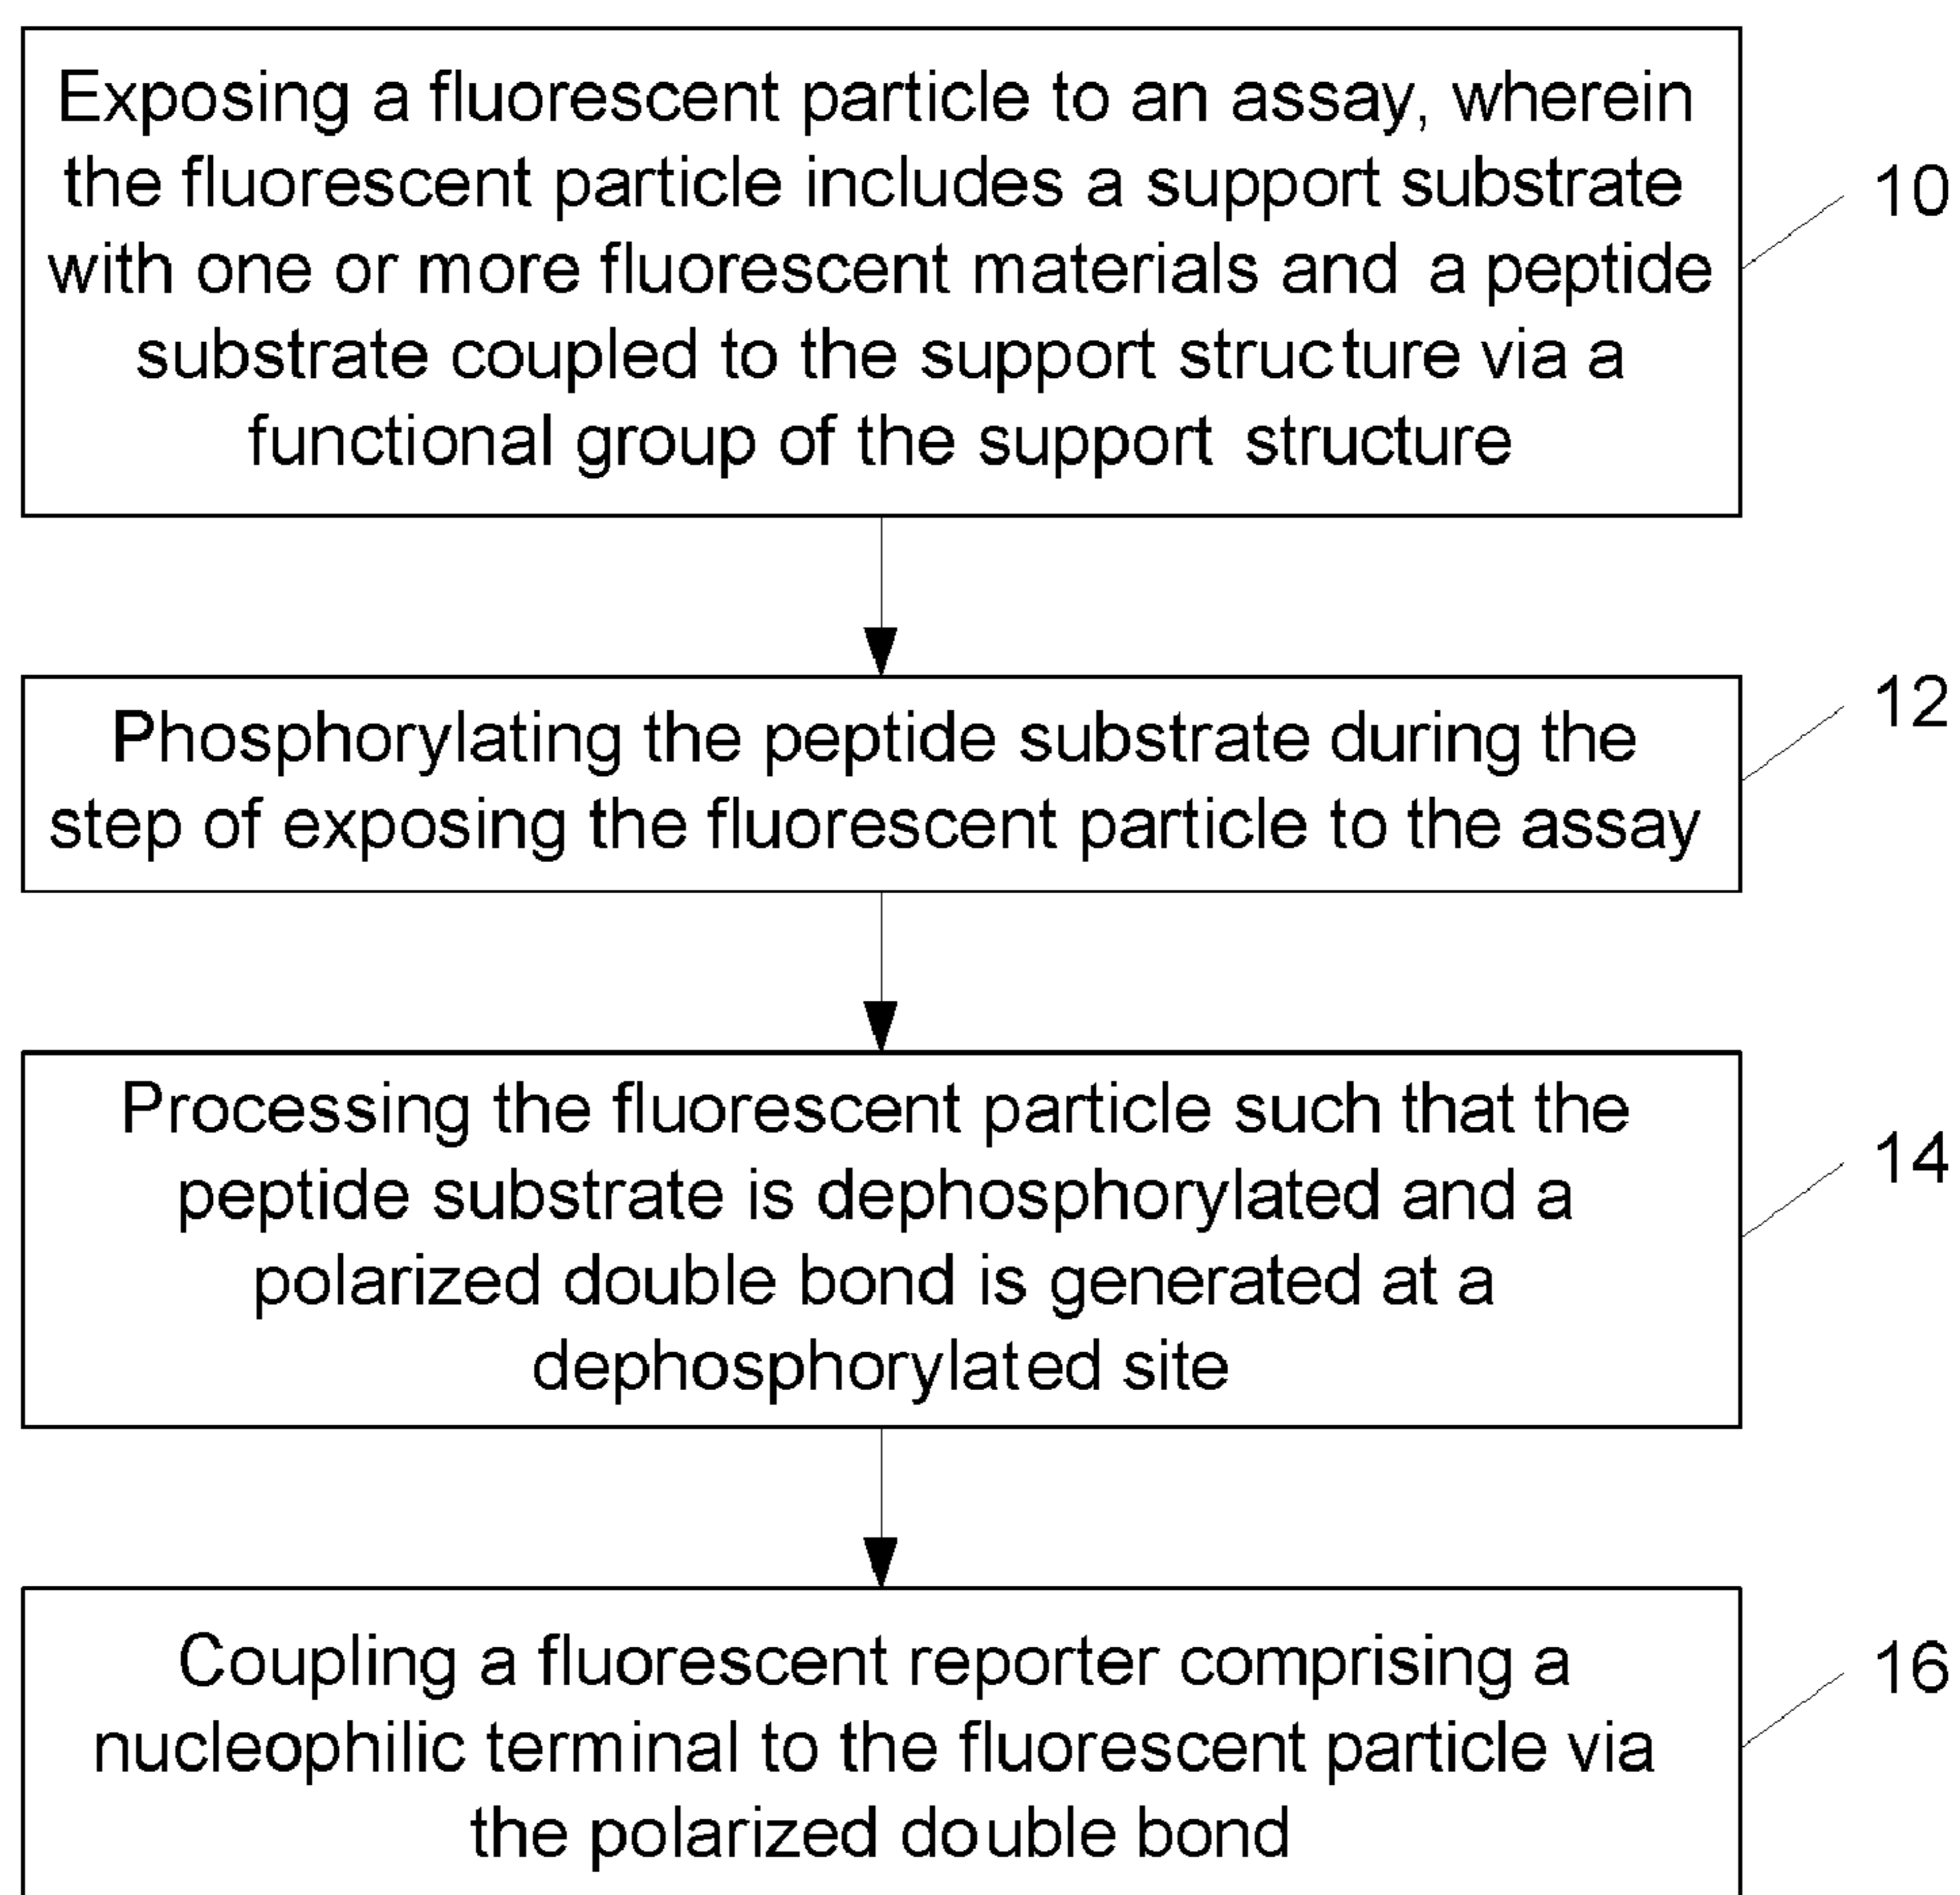 Exposing a fluorescent particle to an assay, wherein
the fluorescent particle includes a support substrate
with one or more fluorescent materials and a peptide
substrate coupled to the support structure via a
functional group of the support structure
10
Phosphorylating the peptide substrate during the
step of exposing the fluorescent particle to the assay
12
Processing the fluorescent particle such that the
peptide substrate is dephosphorylated and a
polarized double bond is generated at a
dephosphorylated site
14
Coupling a fluorescent reporter comprising a
nucleophilic terminal to the fluorescent particle via
the polarized double bond
16